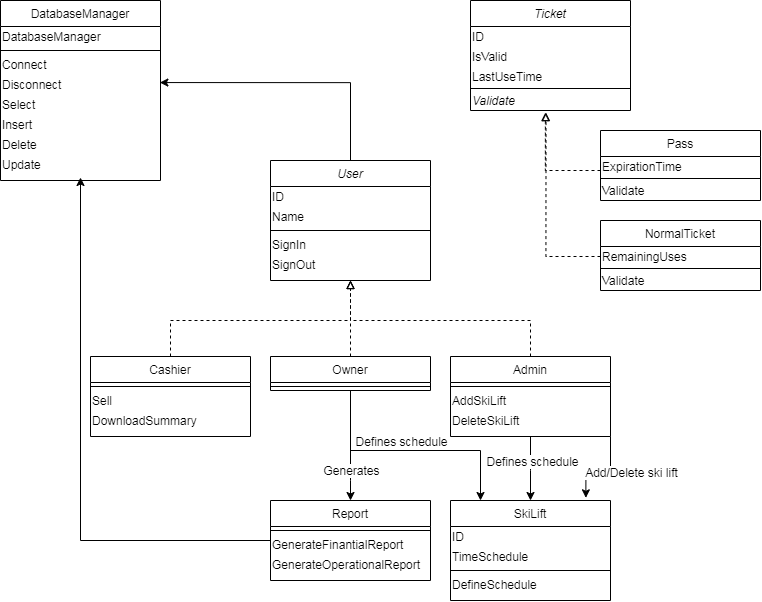 DatabaseManager
DatabaseManager
Connect
Disconnect
Select
Insert
Delete
Update
Ticket
ID
IsValid
LastUseTime
Validate
Pass
ExpirationTime
Validate
NormalTicket
RemainingUses
Validate
User
ID
Name
SignIn
SignOut
Cashier
Sell
DownloadSummary
Owner
Admin
AddSkiLift
DeleteSkiLift
Defines schedule
Generates
Defines schedule
Add/Delete ski lift
Report
GenerateFinantialReport
GenerateOperationalReport
SkiLift
ID
TimeSchedule
DefineSchedule